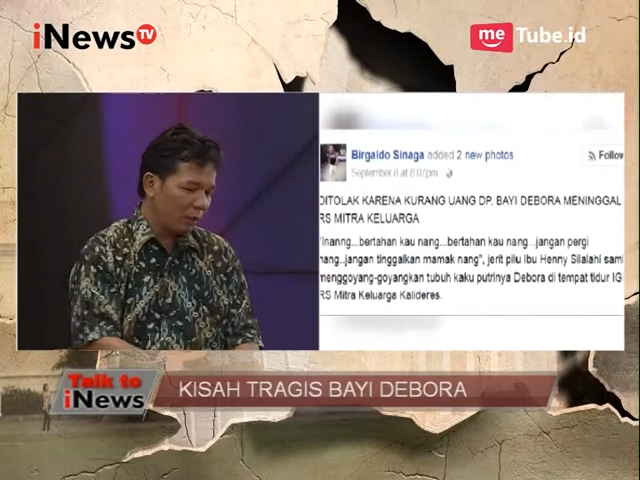 iNews TV
me Tube.id
Birgaldo Sinaga added 2 new photos
Follow
September 8 at 8:07pm
DITOLAK KARENA KURANG UANG DP, BAYI DEBORA MENINGGAL
RS MITRA KELUARGA
"Inanng...bertahan kau nang...bertahan kau nang...jangan pergi
nang..jangan tinggalkan mamak nang", jerit pilu Ibu Henny Silalahi sambi
menggoyang-goyangkan tubuh kaku putrinya Debora di tempat tidur IG
RS Mitra Keluarga Kalideres.
Talk to
iNews
KISAH TRAGIS BAYI DEBORA